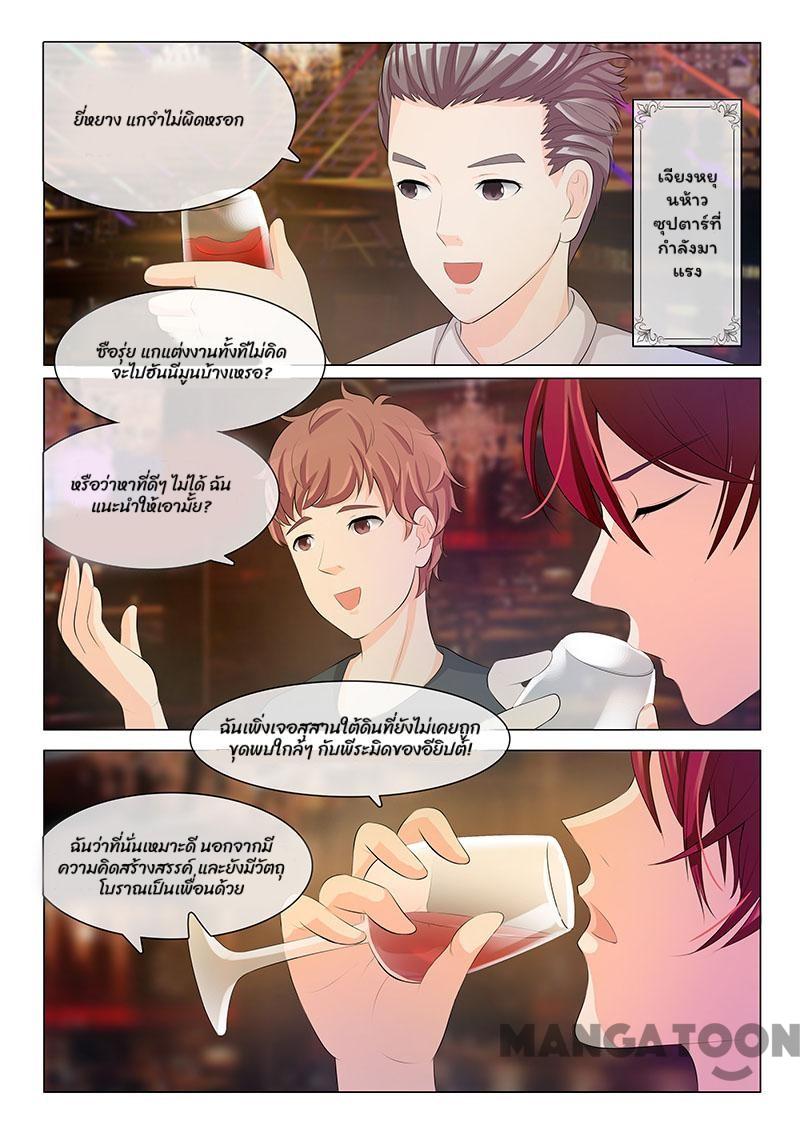 ยี่หยาง แกจำไม่ผิดหรอก
เจียงหยุ
นห้าว
ซุปตาร์ที่
กำลังมา
แรง
ซือรุ่ย แกแต่งงานทั้งทีไม่คิด
จะไปฮันนีมูนบ้างเหรอ?
หรือว่าหาที่ดีๆ ไม่ได้ ฉัน
แนะนำให้เอามั้ย?
ฉันเพิ่งเจอสุสานใต้ดินที่ยังไม่เคยถูก
ขุดพบใกล้ๆ กับพีระมิดของอียิปต์!
ฉันว่าที่นั่นเหมาะดี นอกจากมี
ความคิดสร้างสรรค์ และยังมีวัตถุ
โบราณเป็นเพื่อนด้วย
MANGATOON